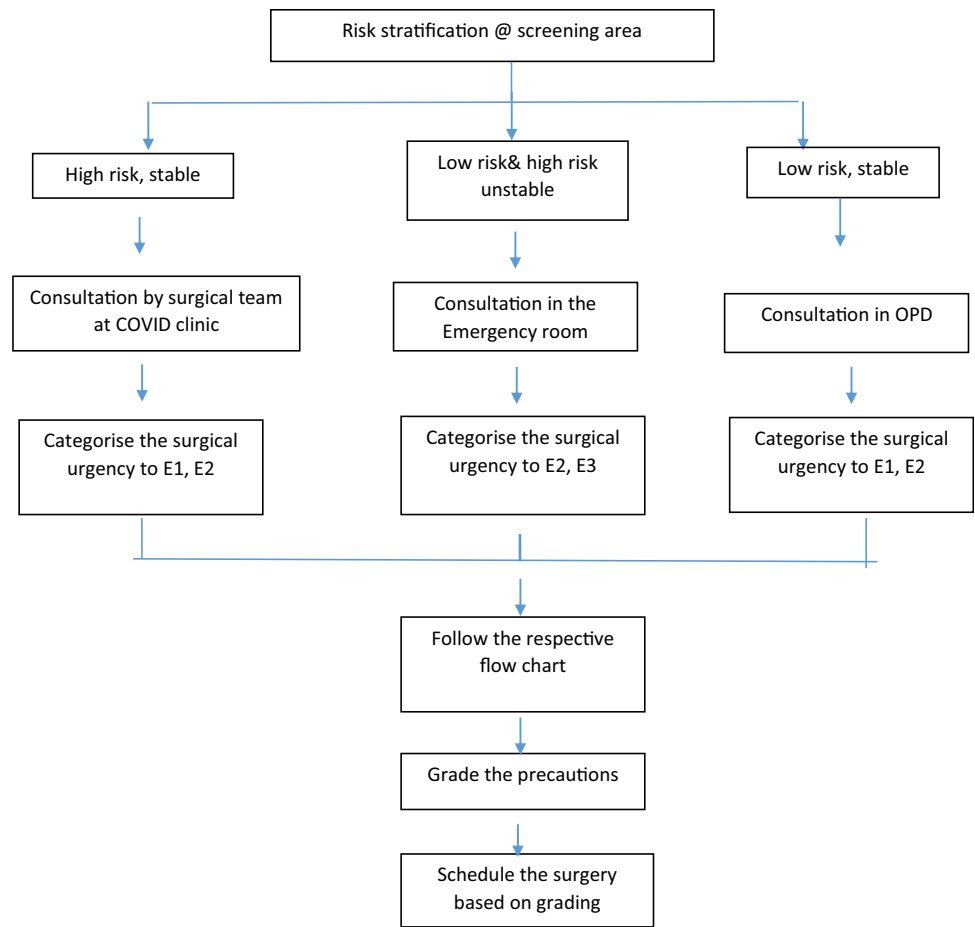 Risk stratification @ screening area
High risk, stable
Low risk& high risk
unstable
Low risk, stable
Consultation by surgical team
at COVID clinic
Consultation in the
Emergency room
Consultation in OPD
Categorise the surgical
urgency to E1, E2
Categorise the surgical
urgency to E2, E3
Categorise the surgical
urgency to E1, E2
Follow the respective
flow chart
Grade the precautions
Schedule the surgery
based on grading